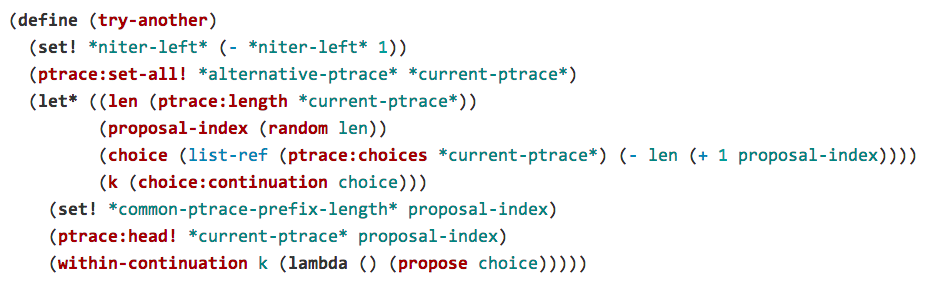 (define (try-another)
  (set! *niter-left* (- *niter-left* 1))
  (ptrace:set-all! *alternative-ptrace* *current-ptrace*)
  (let* ((len (ptrace:length *current-ptrace*))
         (proposal-index (random len))
         (choice (list-ref (ptrace:choices *current-ptrace*) (- len (+ 1 proposal-index))))
         (k (choice:continuation choice)))
    (set! *common-ptrace-prefix-length* proposal-index)
    (ptrace:head! *current-ptrace* proposal-index)
    (within-continuation k (lambda () (propose choice)))))